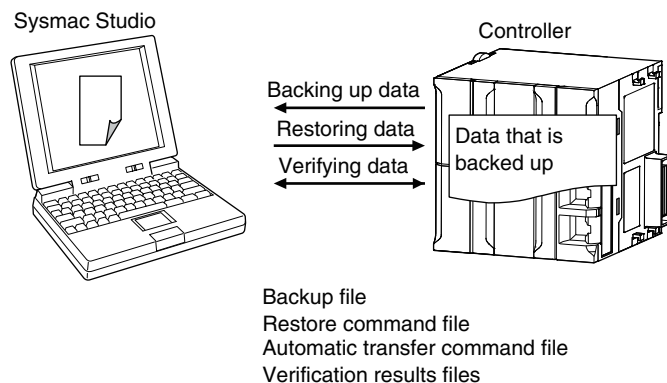 Sysmac Studio
Controller
Backing up data
Restoring data
Verifying data
Data that is
backed up
Backup file
Restore command file
Automatic transfer command file
Verification results files